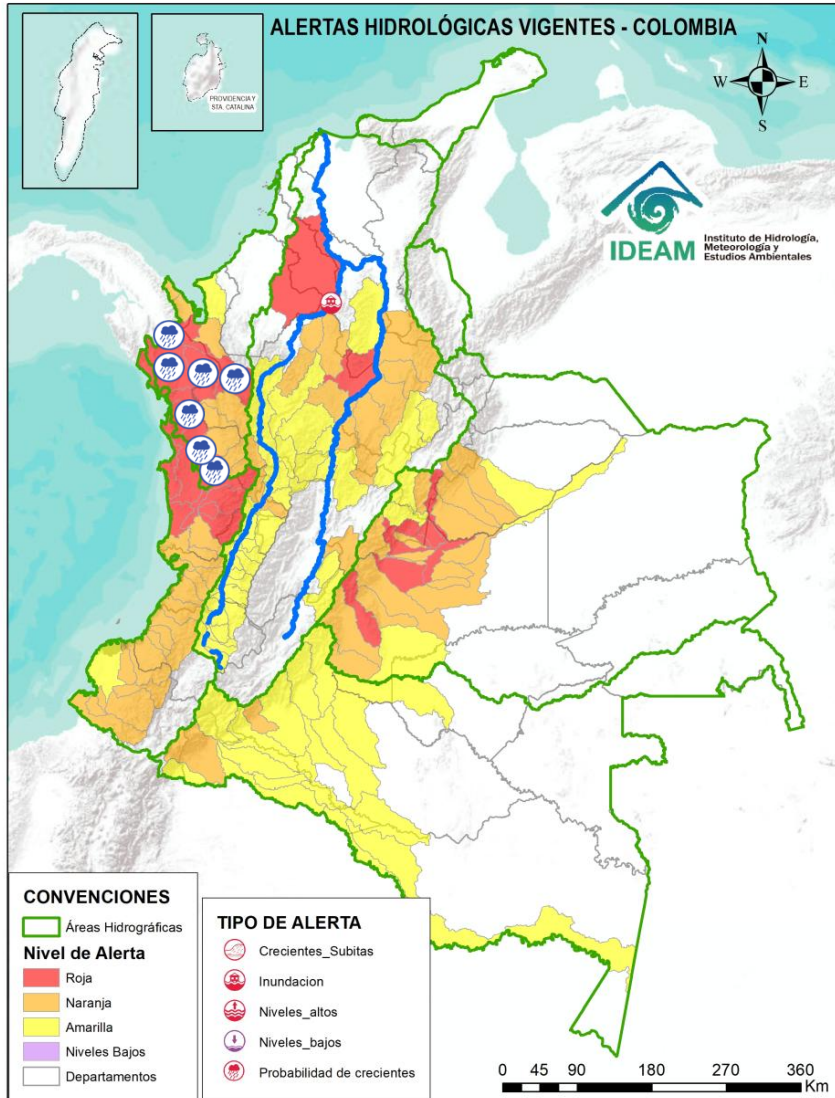 ALERTAS HIDROLÓGICAS VIGENTES - COLOMBIA
PROVIDENCIA Y
STA. CATALINA
N
W
E
S
IDEAM
Instituto de Hidrología,
Meteorología y
Estudios Ambientales
CONVENCIONES
Áreas Hidrográficas
Nivel de Alerta
Roja
Naranja
Amarilla
Niveles Bajos
Departamentos
TIPO DE ALERTA
Crecientes_Subitas
Inundacion
Niveles_altos
Niveles_bajos
Probabilidad de crecientes
0 45 90 180 270 360
Km